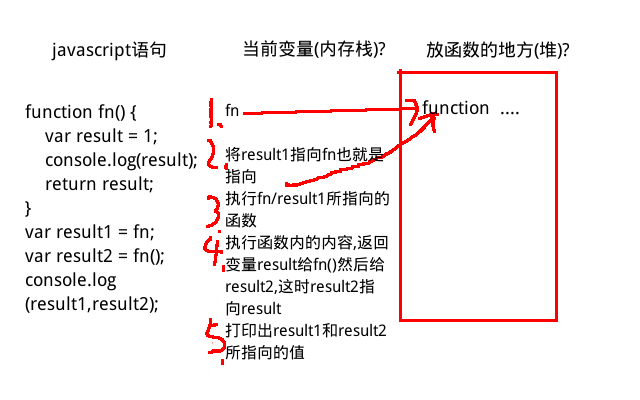 javascript语句
当前变量(内存栈)?
放函数的地方(堆)?
function fn() {
var result = 1;
console.log(result);
return result;
}
var result1 = fn;
var result2 = fn();
console.log
(result1,result2);
1.
fn
2.
将result1指向fn也就是
指向
3.
执行fn/result1所指向的
函数
4.
执行函数内的内容,返回
变量result给fn()然后给
result2,这时result2指
向result
5.
打印出result1和result2
所指向的值
function ....